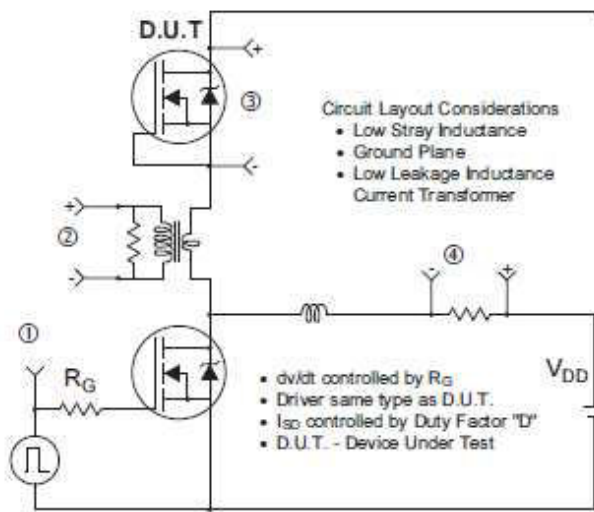 D.U.T
+
③
-
Circuit Layout Considerations
• Low Stray Inductance
• Ground Plane
• Low Leakage Inductance
Current Transformer
+
②
-
④
- +
①
RG
VDD
• dv/dt controlled by RG
• Driver same type as D.U.T.
• ISD controlled by Duty Factor "D"
• D.U.T. - Device Under Test